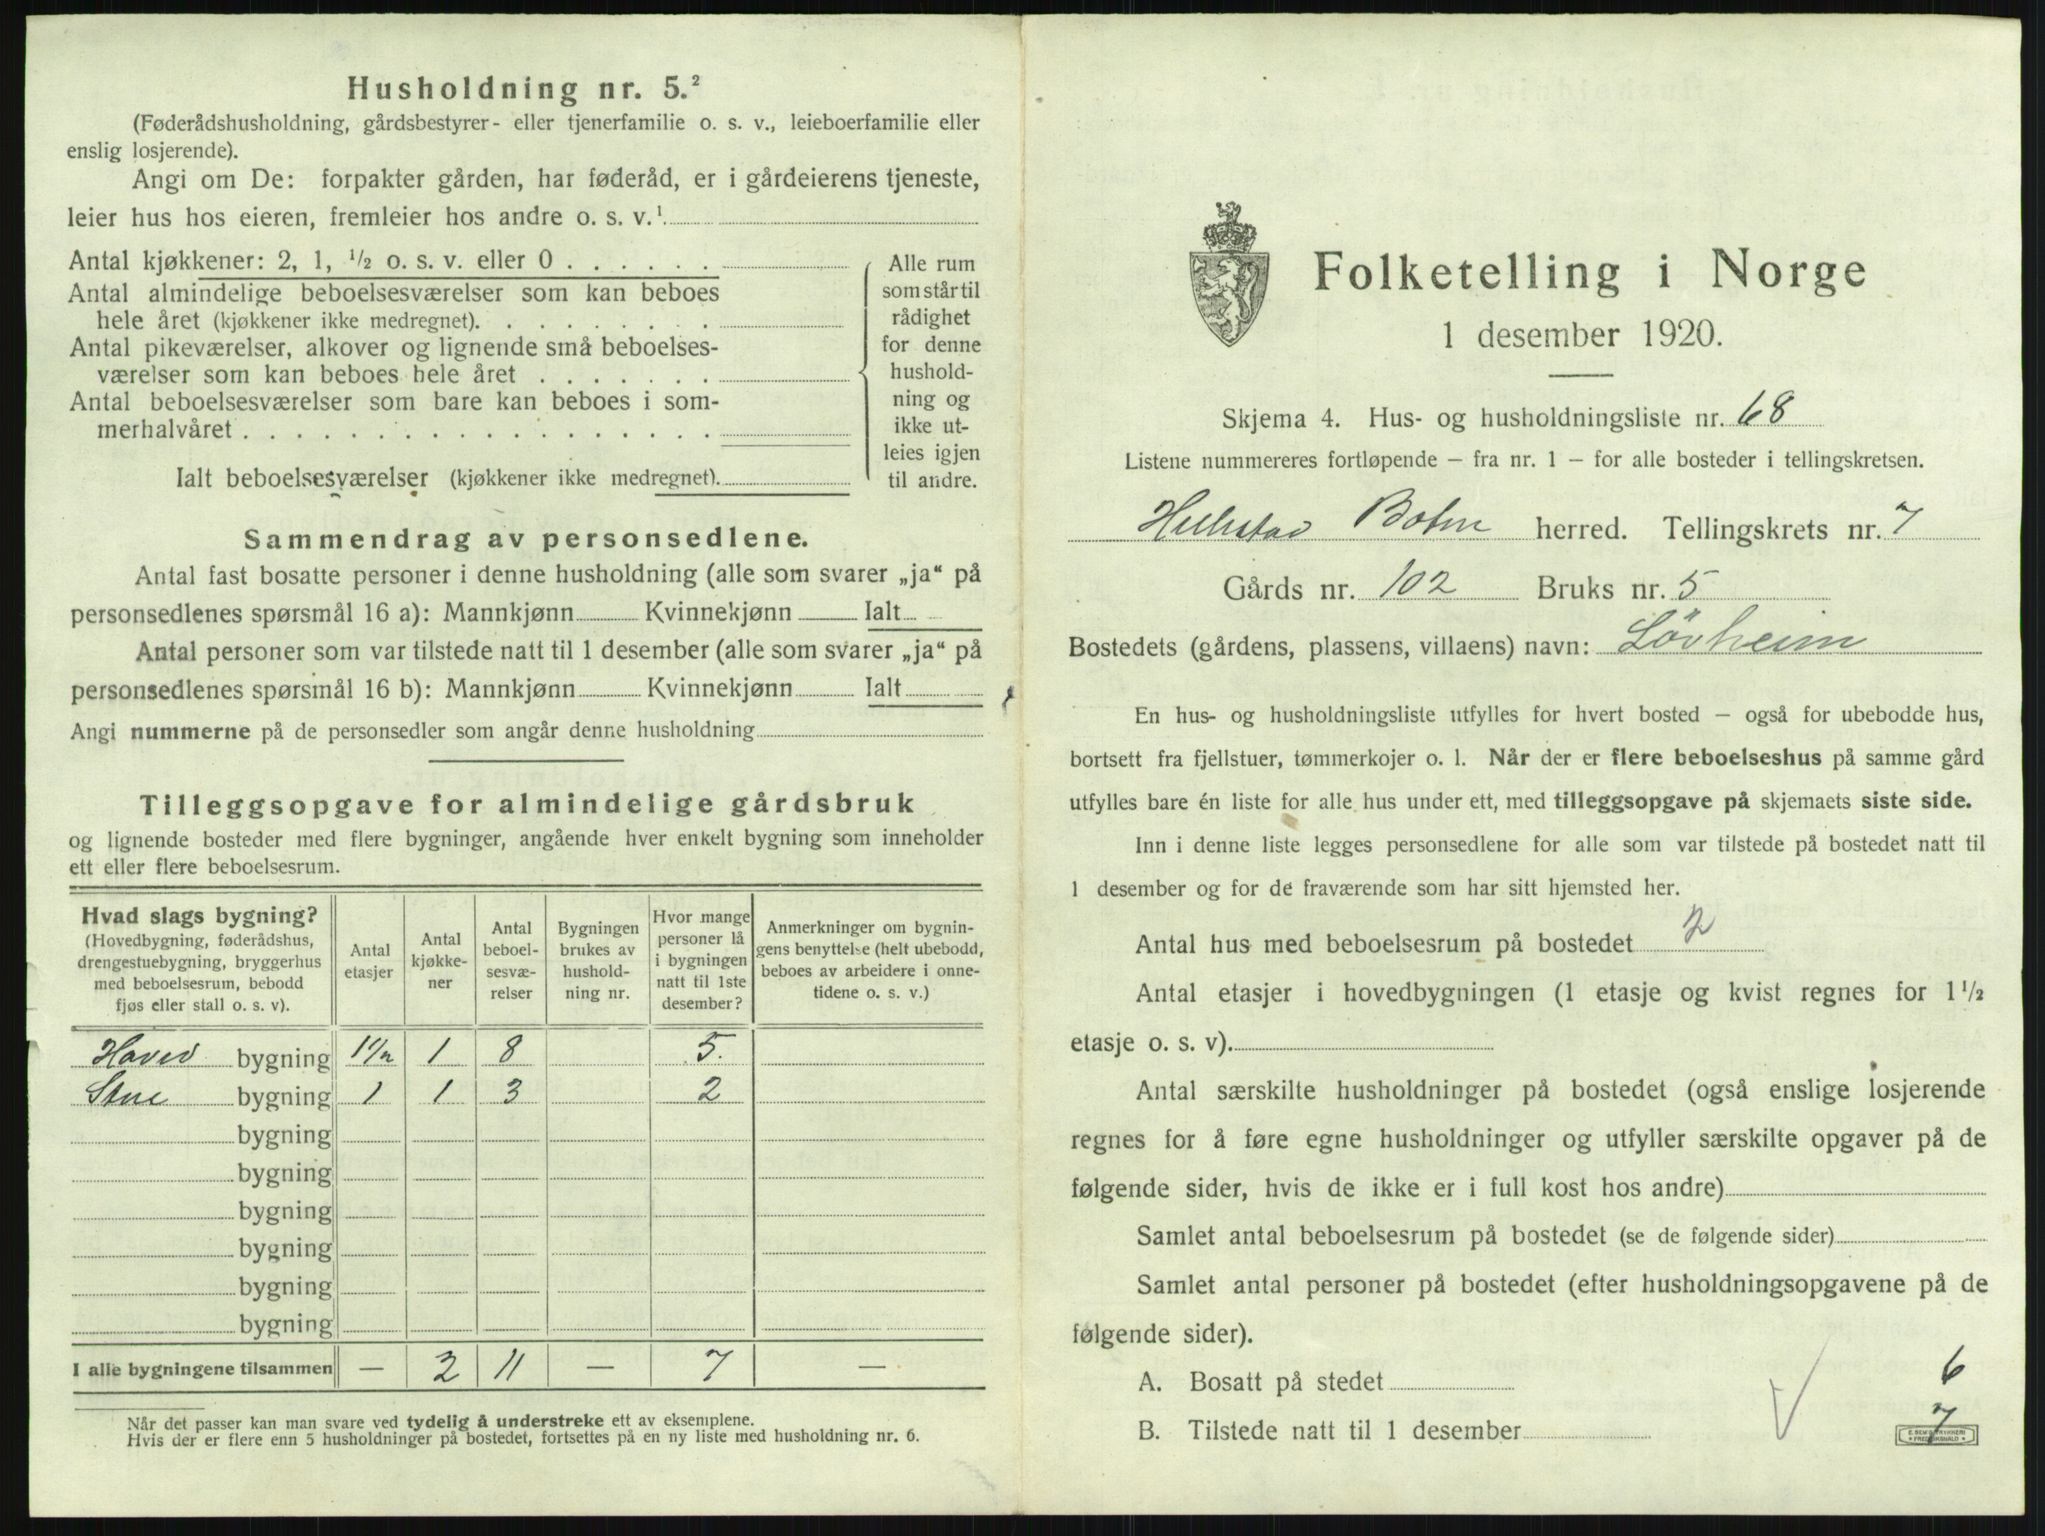 Husholdning nr. 5.²
(Føderådshusholdning, gårdsbestyrer- eller tjenerfamilie o. s. v., leieboerfamilie eller
enslig losjerende).
Angi om De: forpakter gården, har føderåd, er i gårdeierens tjeneste,
leier hus hos eieren, fremleier hos andre o. s. v.¹
Antal kjøkkener: 2, 1, ½ o. s. v. eller 0 . . . . . .
Antal almindelige beboelsesværelser som kan beboes
hele året (kjøkkener ikke medregnet). . . . . . . . .
Antal pikeværelser, alkover og lignende små beboelses-
værelser som kan beboes hele året . . . . . . .
Antal beboelsesværelser som bare kan beboes i som-
merhalvåret . . . . . . . . . . . . . . . . . .
Ialt beboelsesværelser (kjøkkener ikke medregnet).
Alle rum
som står til
rådighet
for denne
hushold-
ning og
ikke ut-
leies igjen
til andre.
Sammendrag av personsedlene.
Antal fast bosatte personer i denne husholdning (alle som svarer „ja“ på
personsedlenes spørsmål 16 a): Mannkjønn Kvinnekjønn Ialt
Antal personer som var tilstede natt til 1 desember (alle som svarer „ja“ på
personsedlenes spørsmål 16 b): Mannkjønn Kvinnekjønn Ialt
Angi nummerne på de personsedler som angår denne husholdning
Tilleggsopgave for almindelige gårdsbruk
og lignende bosteder med flere bygninger, angående hver enkelt bygning som inneholder
ett eller flere beboelsesrum.
Hvad slags bygning?
(Hovedbygning, føderådshus,
drengestuebygning, bryggerhus
med beboelsesrum, bebodd
fjøs eller stall o. s. v).
Antal
etasjer
Antal
kjøkke-
ner
Antal
beboel-
sesvæ-
relser
Bygningen
brukes av
hushold-
ning nr.
Hvor mange
personer lå
i bygningen
natt til 1ste
desember?
Anmerkninger om bygnin-
gens benyttelse (helt ubebodd,
beboes av arbeidere i onne-
tidene o. s. v.)
Hoved bygning 1½ 1 8 5.
Stue bygning 1 1 3 2
bygning
bygning
bygning
bygning
bygning
bygning
I alle bygningene tilsammen — 2 11 — 7 —
Når det passer kan man svare ved tydelig å understreke ett av eksemplene.
Hvis der er flere enn 5 husholdninger på bostedet, fortsettes på en ny liste med husholdning nr. 6.
Folketelling i Norge
1 desember 1920.
Skjema 4. Hus- og husholdningsliste nr. 68
Listene nummereres fortløpende — fra nr. 1 — for alle bosteder i tellingskretsen.
Hillestad Botne herred. Tellingskrets nr. 7
Gårds nr. 102 Bruks nr. 5
Bostedets (gårdens, plassens, villaens) navn: Lövheim
En hus- og husholdningsliste utfylles for hvert bosted — også for ubebodde hus,
bortsett fra fjellstuer, tømmerkojer o. l. Når der er flere beboelseshus på samme gård
utfylles bare én liste for alle hus under ett, med tilleggsopgave på skjemaets siste side.
Inn i denne liste legges personsedlene for alle som var tilstede på bostedet natt til
1 desember og for de fraværende som har sitt hjemsted her.
Antal hus med beboelsesrum på bostedet 2
Antal etasjer i hovedbygningen (1 etasje og kvist regnes for 1½
etasje o. s. v).
Antal særskilte husholdninger på bostedet (også enslige losjerende
regnes for å føre egne husholdninger og utfyller særskilte opgaver på de
følgende sider, hvis de ikke er i full kost hos andre)
Samlet antal beboelsesrum på bostedet (se de følgende sider)
Samlet antal personer på bostedet (efter husholdningsopgavene på de
følgende sider).
A. Bosatt på stedet 6
B. Tilstede natt til 1 desember 7